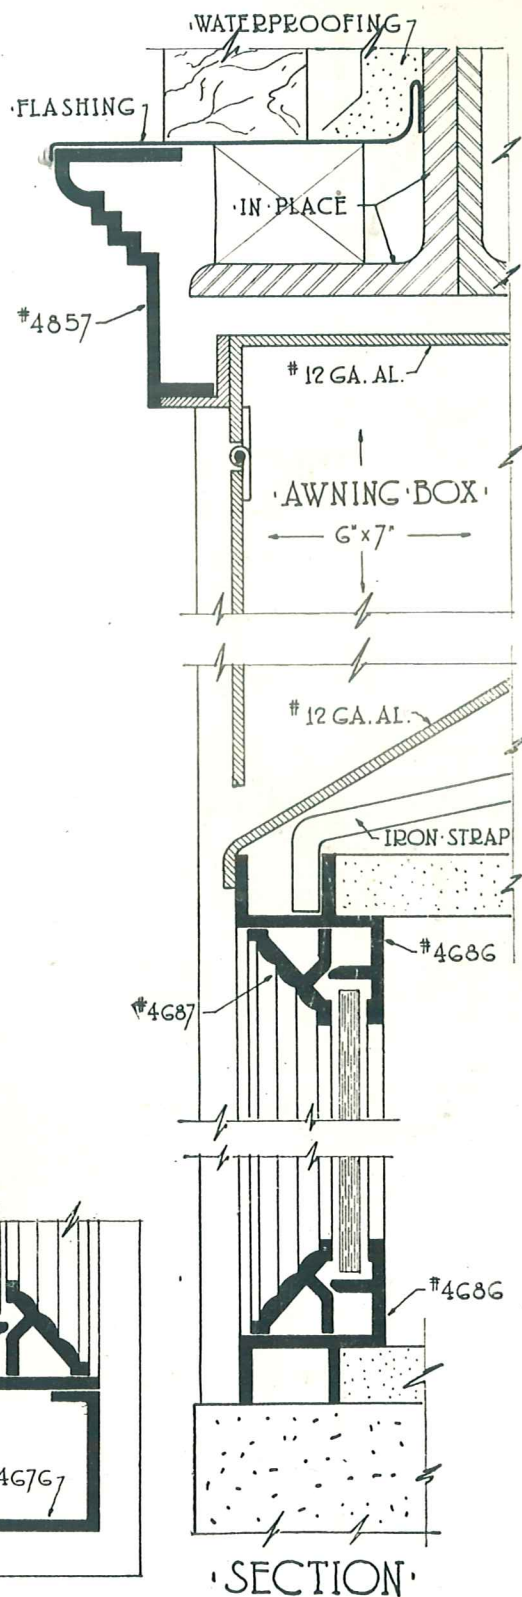 ·WATERPROOFING
·FLASHING
·IN·PLACE
#4857
#12 GA. AL.
·AWNING·BOX·
6"x7"
#12 GA. AL.
IRON·STRAP
#4686
#4687
#4686
4676
·SECTION·